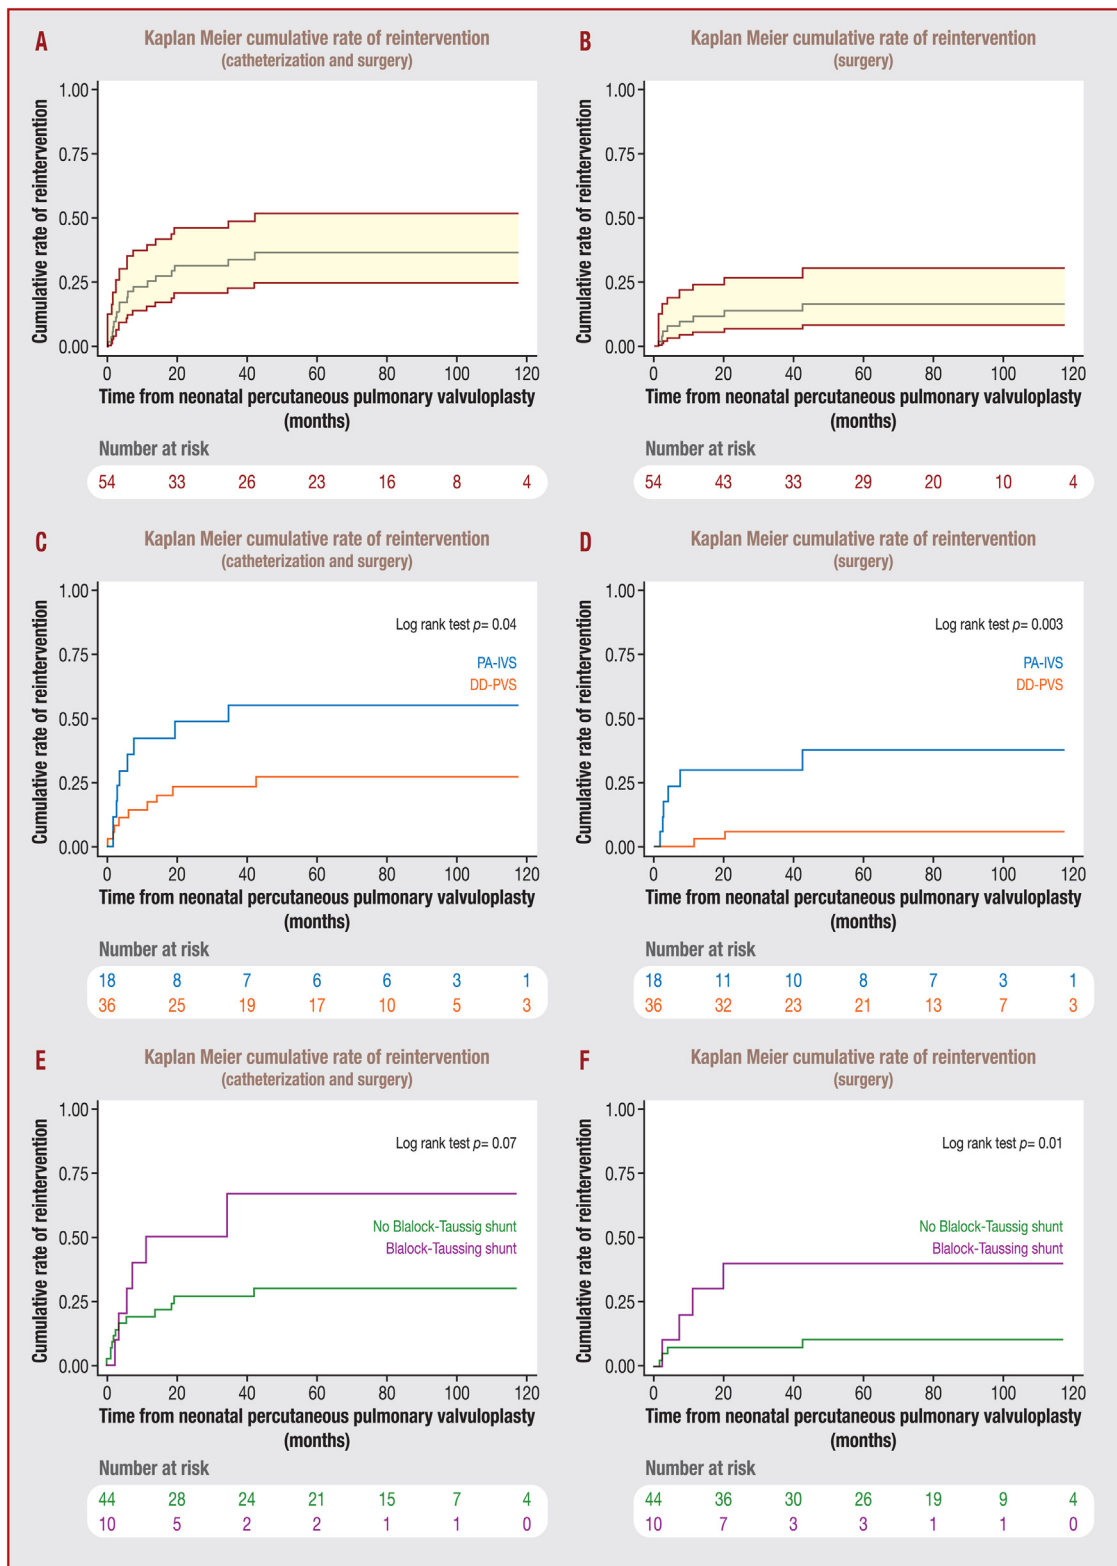 A
Kaplan Meier cumulative rate of reintervention
(catheterization and surgery)
Cumulative rate of reintervention
1.00
0.75
0.50
0.25
0.00
0 20 40 60 80 100 120
Time from neonatal percutaneous pulmonary valvuloplasty
(months)
Number at risk
54 33 26 23 16 8 4
B
Kaplan Meier cumulative rate of reintervention
(surgery)
Cumulative rate of reintervention
1.00
0.75
0.50
0.25
0.00
0 20 40 60 80 100 120
Time from neonatal percutaneous pulmonary valvuloplasty
(months)
Number at risk
54 43 33 29 20 10 4
C
Kaplan Meier cumulative rate of reintervention
(catheterization and surgery)
Cumulative rate of reintervention
1.00
0.75
0.50
0.25
0.00
Log rank test p= 0.04
PA-IVS
DD-PVS
0 20 40 60 80 100 120
Time from neonatal percutaneous pulmonary valvuloplasty
(months)
Number at risk
18 8 7 6 6 3 1
36 25 19 17 10 5 3
D
Kaplan Meier cumulative rate of reintervention
(surgery)
Cumulative rate of reintervention
1.00
0.75
0.50
0.25
0.00
Log rank test p= 0.003
PA-IVS
DD-PVS
0 20 40 60 80 100 120
Time from neonatal percutaneous pulmonary valvuloplasty
(months)
Number at risk
18 11 10 8 7 3 1
36 32 23 21 13 7 3
E
Kaplan Meier cumulative rate of reintervention
(catheterization and surgery)
Cumulative rate of reintervention
1.00
0.75
0.50
0.25
0.00
Log rank test p= 0.07
No Blalock-Taussig shunt
Blalock-Taussing shunt
0 20 40 60 80 100 120
Time from neonatal percutaneous pulmonary valvuloplasty
(months)
Number at risk
44 28 24 21 15 7 4
10 5 2 2 1 1 0
F
Kaplan Meier cumulative rate of reintervention
(surgery)
Cumulative rate of reintervention
1.00
0.75
0.50
0.25
0.00
Log rank test p= 0.01
No Blalock-Taussig shunt
Blalock-Taussing shunt
0 20 40 60 80 100 120
Time from neonatal percutaneous pulmonary valvuloplasty
(months)
Number at risk
44 36 30 26 19 9 4
10 7 3 3 1 1 0